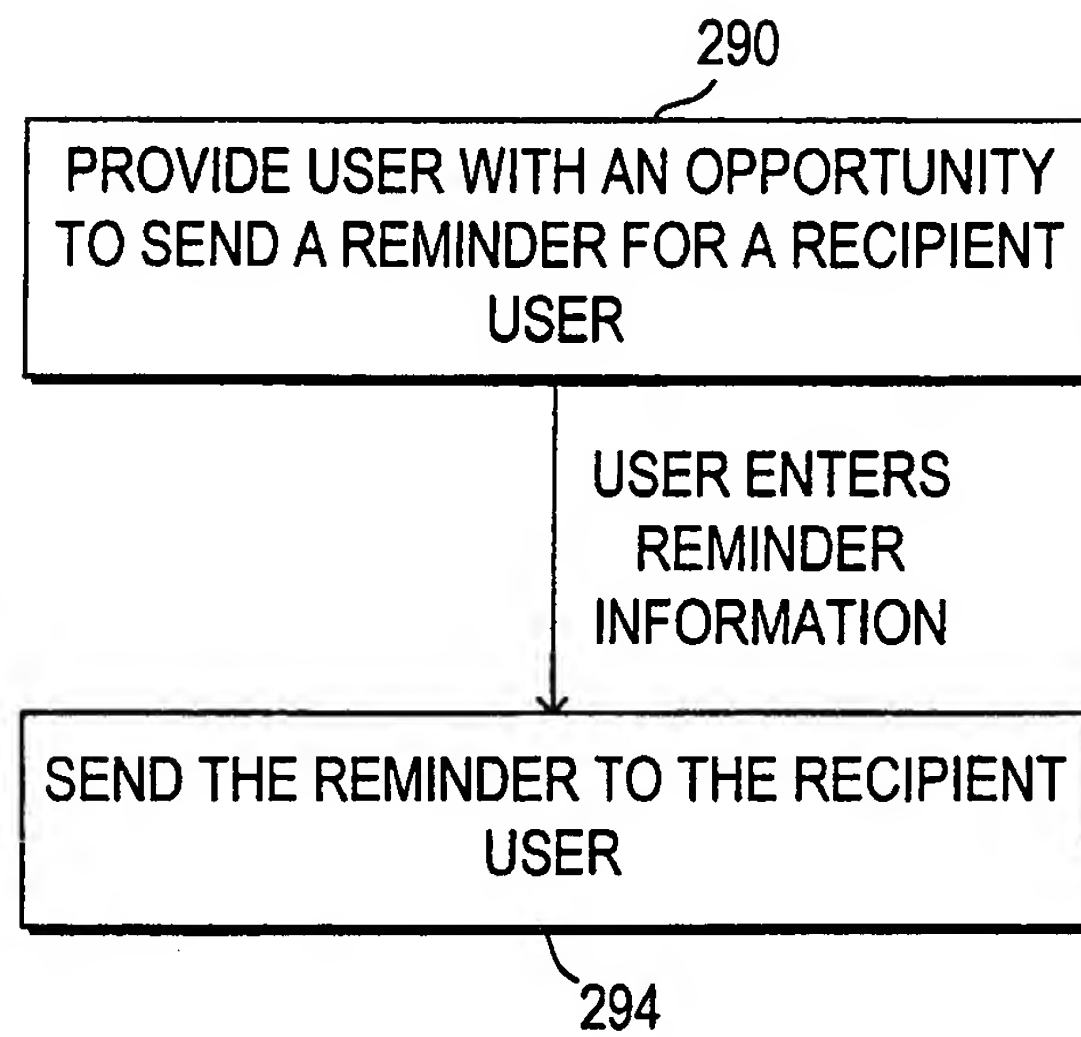 290
PROVIDE USER WITH AN OPPORTUNITY
TO SEND A REMINDER FOR A RECIPIENT
USER
USER ENTERS
REMINDER
INFORMATION
SEND THE REMINDER TO THE RECIPIENT
USER
294